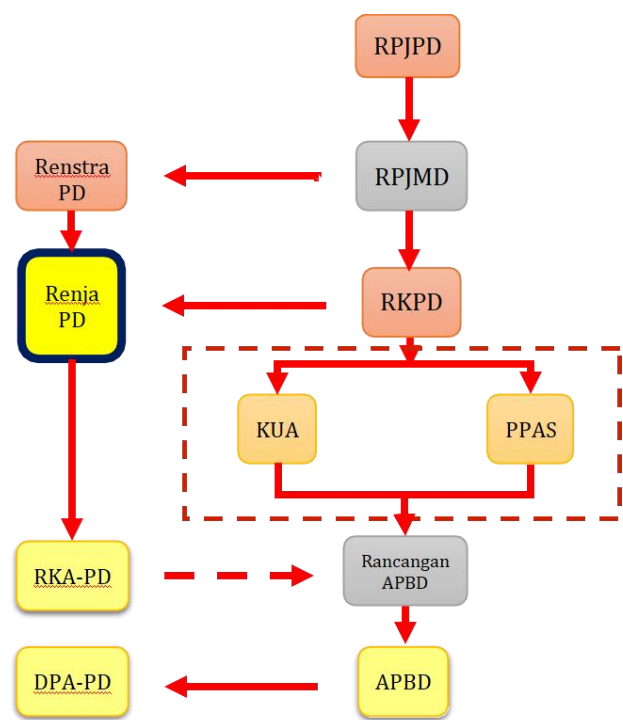 RPJPD
Renstra
PD
RPJMD
Renja
PD
RKPD
KUA
PPAS
RKA-PD
Rancangan
APBD
DPA-PD
APBD